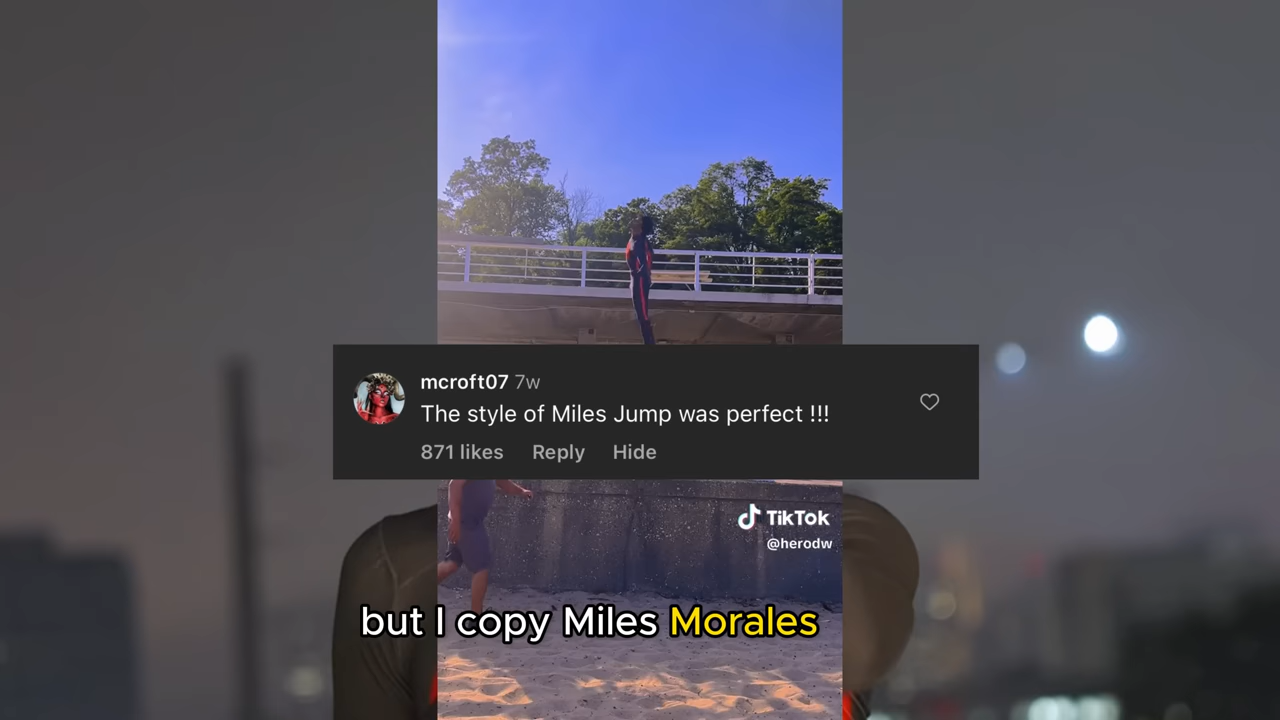 mcroft07 7w
The style of Miles Jump was perfect !!!
871 likes Reply Hide
TikTok
@herodw
but I copy Miles Morales